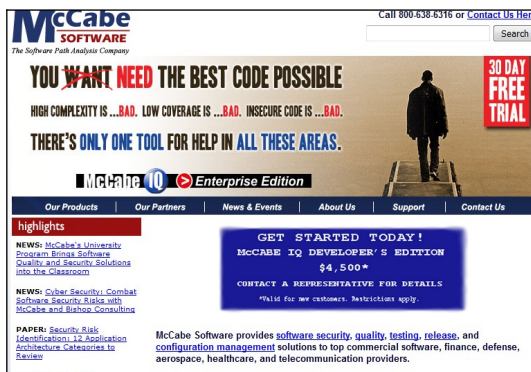 McCabe
SOFTWARE
The Software Path Analysis Company
Call 800-638-6316 or Contact Us Her
Search
YOU WANT NEED THE BEST CODE POSSIBLE
HIGH COMPLEXITY IS ...BAD. LOW COVERAGE IS ...BAD. INSECURE CODE IS ...BAD.
THERE'S ONLY ONE TOOL FOR HELP IN ALL THESE AREAS.
30 DAY
FREE
TRIAL
McCabe IQ Enterprise Edition
Our Products | Our Partners | News & Events | About Us | Support | Contact Us
highlights
NEWS: McCabe's University
Program Brings Software
Quality and Security Solutions
into the Classroom
NEWS: Cyber Security: Combat
Software Security Risks with
McCabe and Bishop Consulting
PAPER: Security Risk
Identification: 12 Application
Architecture Categories to
Review
GET STARTED TODAY!
McCABE IQ DEVELOPER'S EDITION
$4,500*
CONTACT A REPRESENTATIVE FOR DETAILS
*Valid for new customers. Restrictions apply.
McCabe Software provides software security, quality, testing, release, and
configuration management solutions to top commercial software, finance, defense,
aerospace, healthcare, and telecommunication providers.